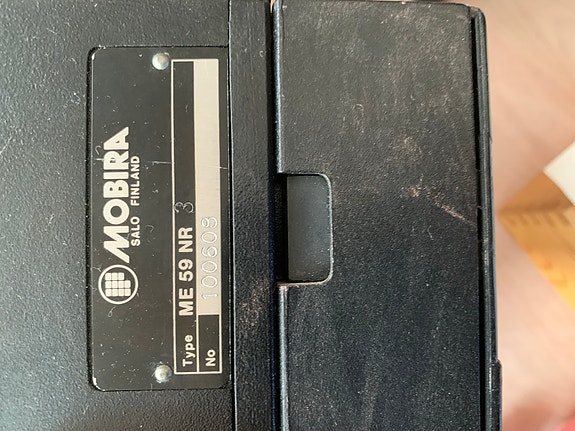 MOBIRA
SALO FINLAND
Type ME 59 NR 3
No 100608